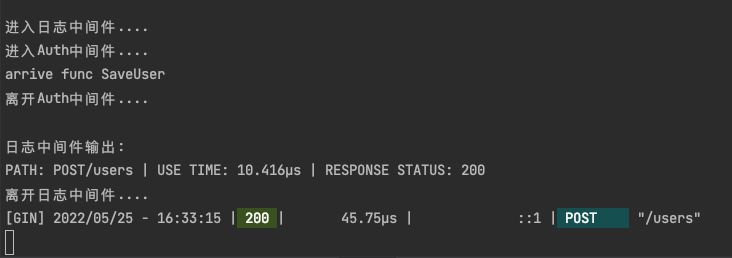 进入日志中间件....
进入Auth中间件....
arrive func SaveUser
离开Auth中间件....
日志中间件输出:
PATH: POST/users | USE TIME: 10.416µs | RESPONSE STATUS: 200
离开日志中间件....
[GIN] 2022/05/25 - 16:33:15 | 200 | 45.75µs | ::1 | POST "/users"